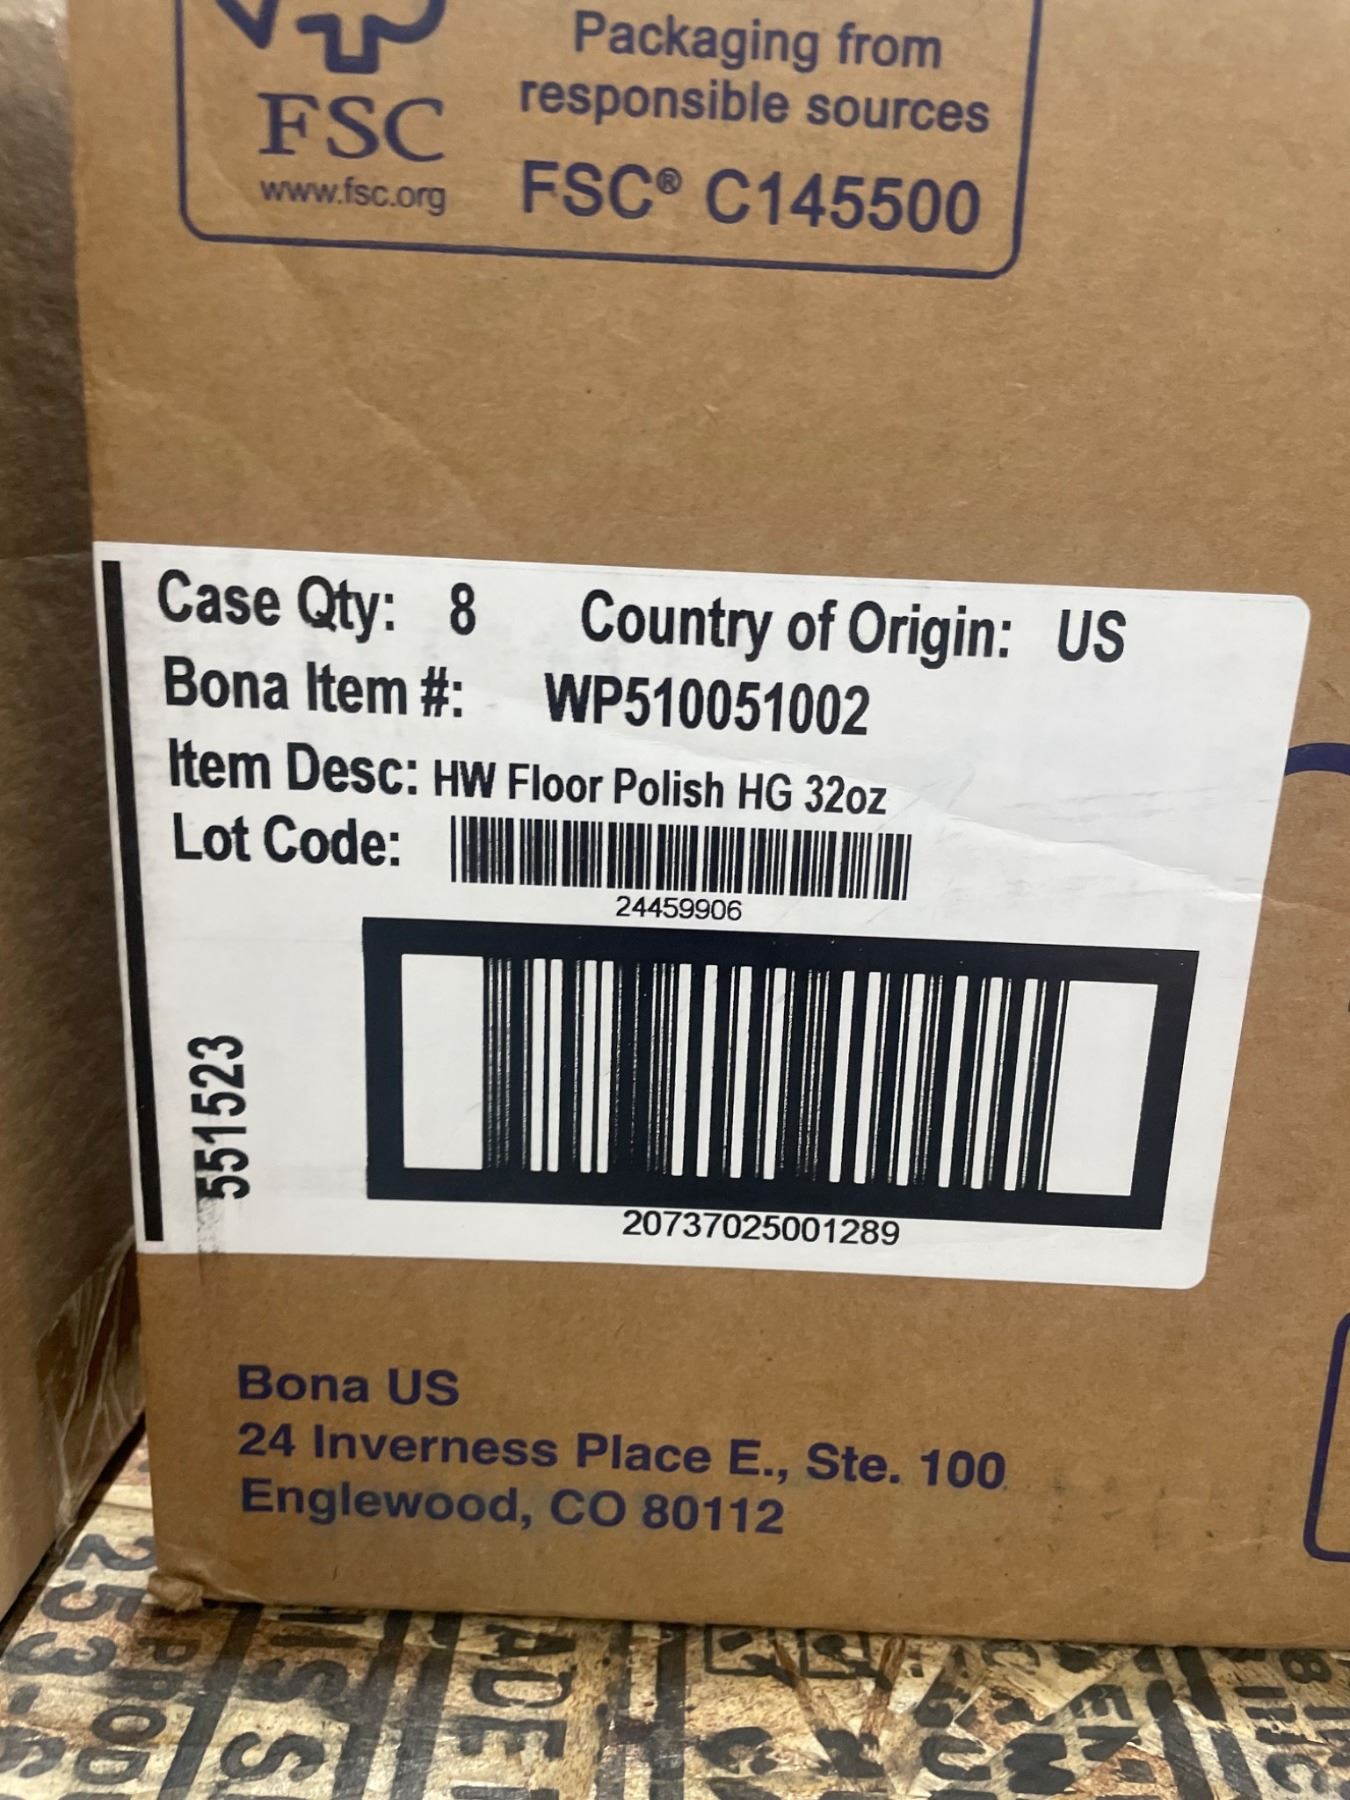 Packaging from
responsible sources
FSC
www.fsc.org
FSC® C145500
Case Qty: 8 Country of Origin: US
Bona Item #: WP510051002
Item Desc: HW Floor Polish HG 32oz
Lot Code:
24459906
551523
20737025001289
Bona US
24 Inverness Place E., Ste. 100
Englewood, CO 80112